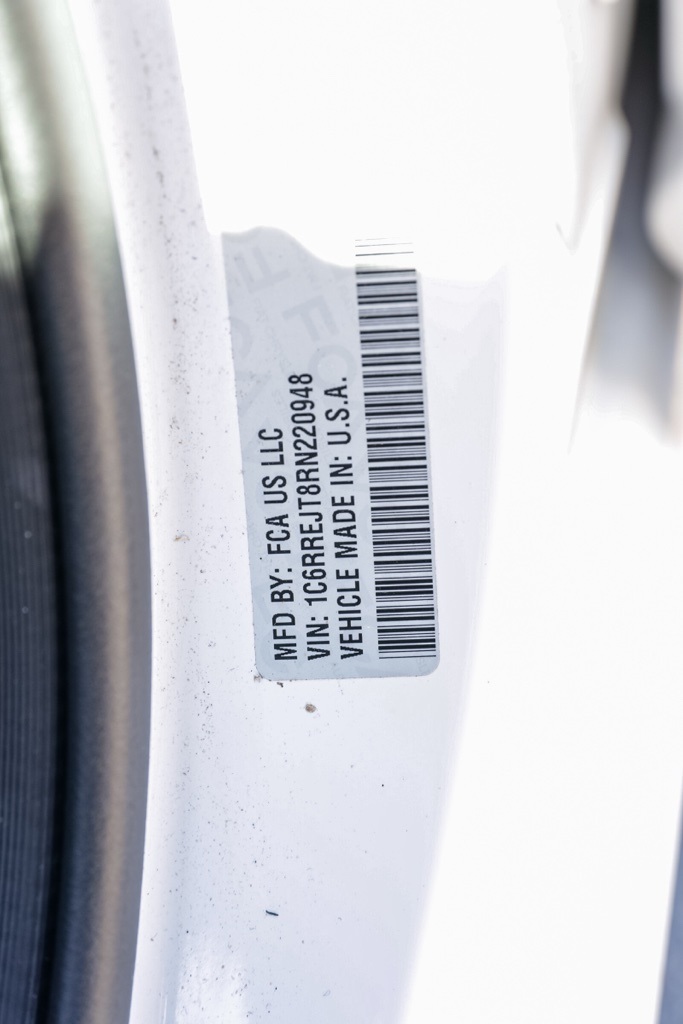 MFD BY: FCA US LLC
VIN: 1C6RREJT8RN220948
VEHICLE MADE IN: U.S.A.